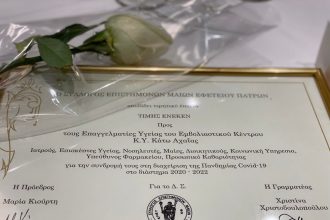 Ο ΣΥΛΛΟΓΟΣ ΕΠΙΣΤΗΜΟΝΩΝ ΜΑΙΩΝ ΕΦΕΤΕΙΟΥ ΠΑΤΡΩΝ
ΤΙΜΗΣ ΕΝΕΚΕΝ
Προς
τους Επαγγελματίες Υγείας του Εμβολιαστικού Κέντρου
Κ.Υ. Κάτω Αχαΐας
Ιατρούς, Επισκέπτες Υγείας, Νοσηλευτές, Μαίες, Διοικητικούς, Κοινωνική Υπηρεσία,
Υπεύθυνος Φαρμακείου, Προσωπικό Καθαριότητας
για την συνδρομή τους στη διαχείριση της Πανδημίας Covid-19
στο διάστημα 2020 - 2022
Η Πρόεδρος Για το Δ. Σ. Η Γραμματέας
Μαρία Κιούρτη Χριστίνα
Χριστοδουλοπούλου